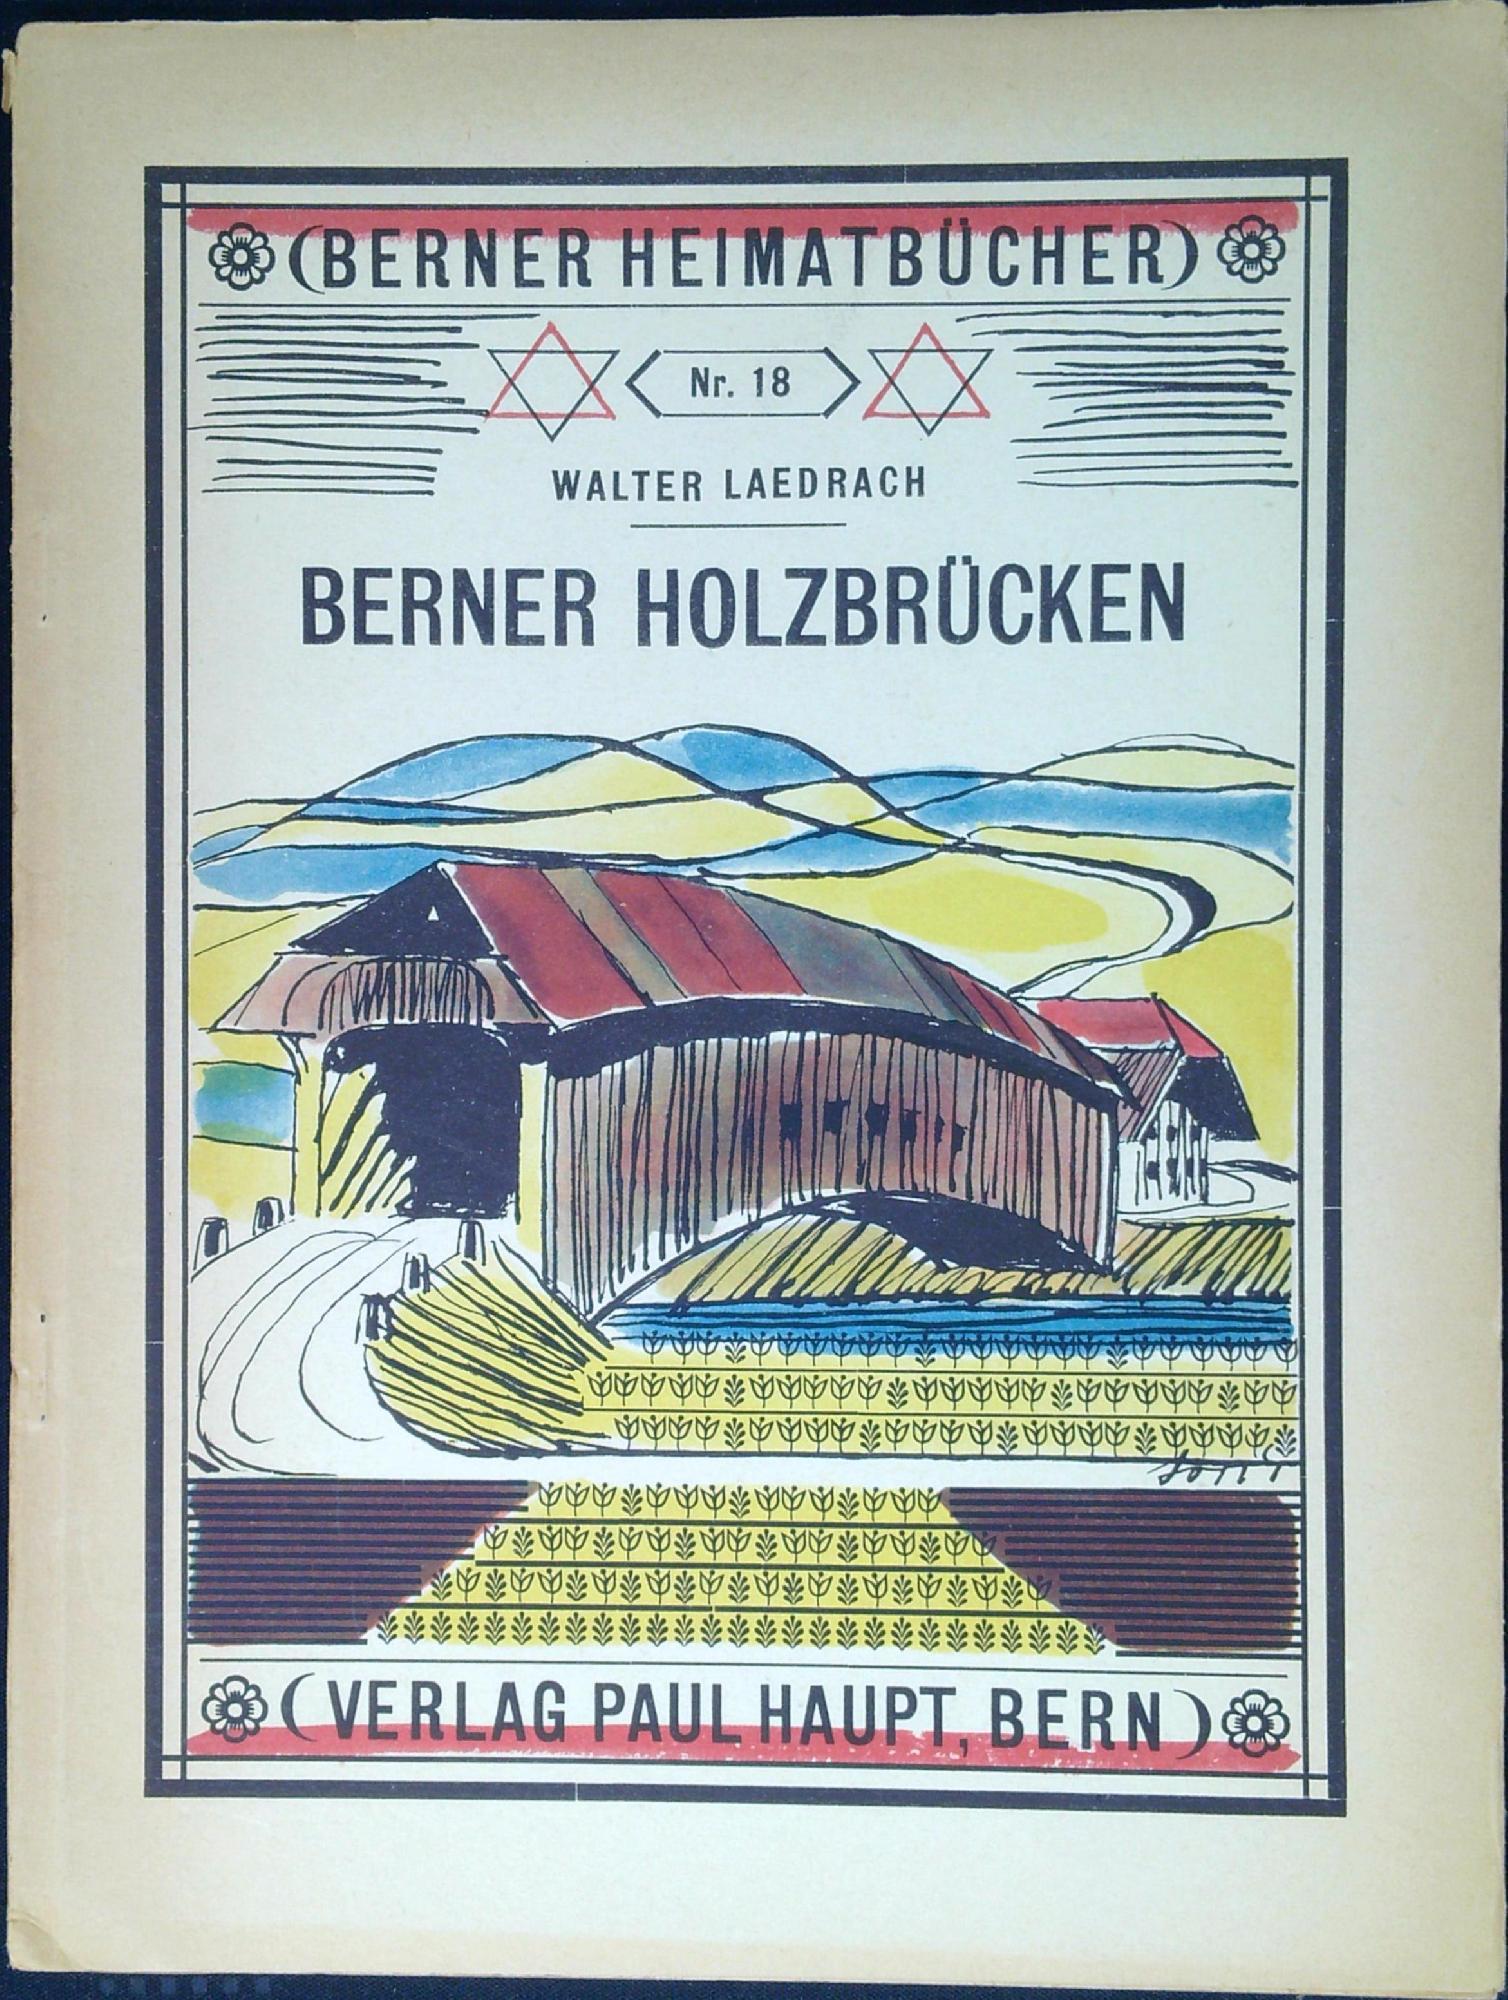 (BERNER HEIMATBÜCHER)
Nr. 18
WALTER LAEDRACH
BERNER HOLZBRÜCKEN
(VERLAG PAUL HAUPT, BERN)